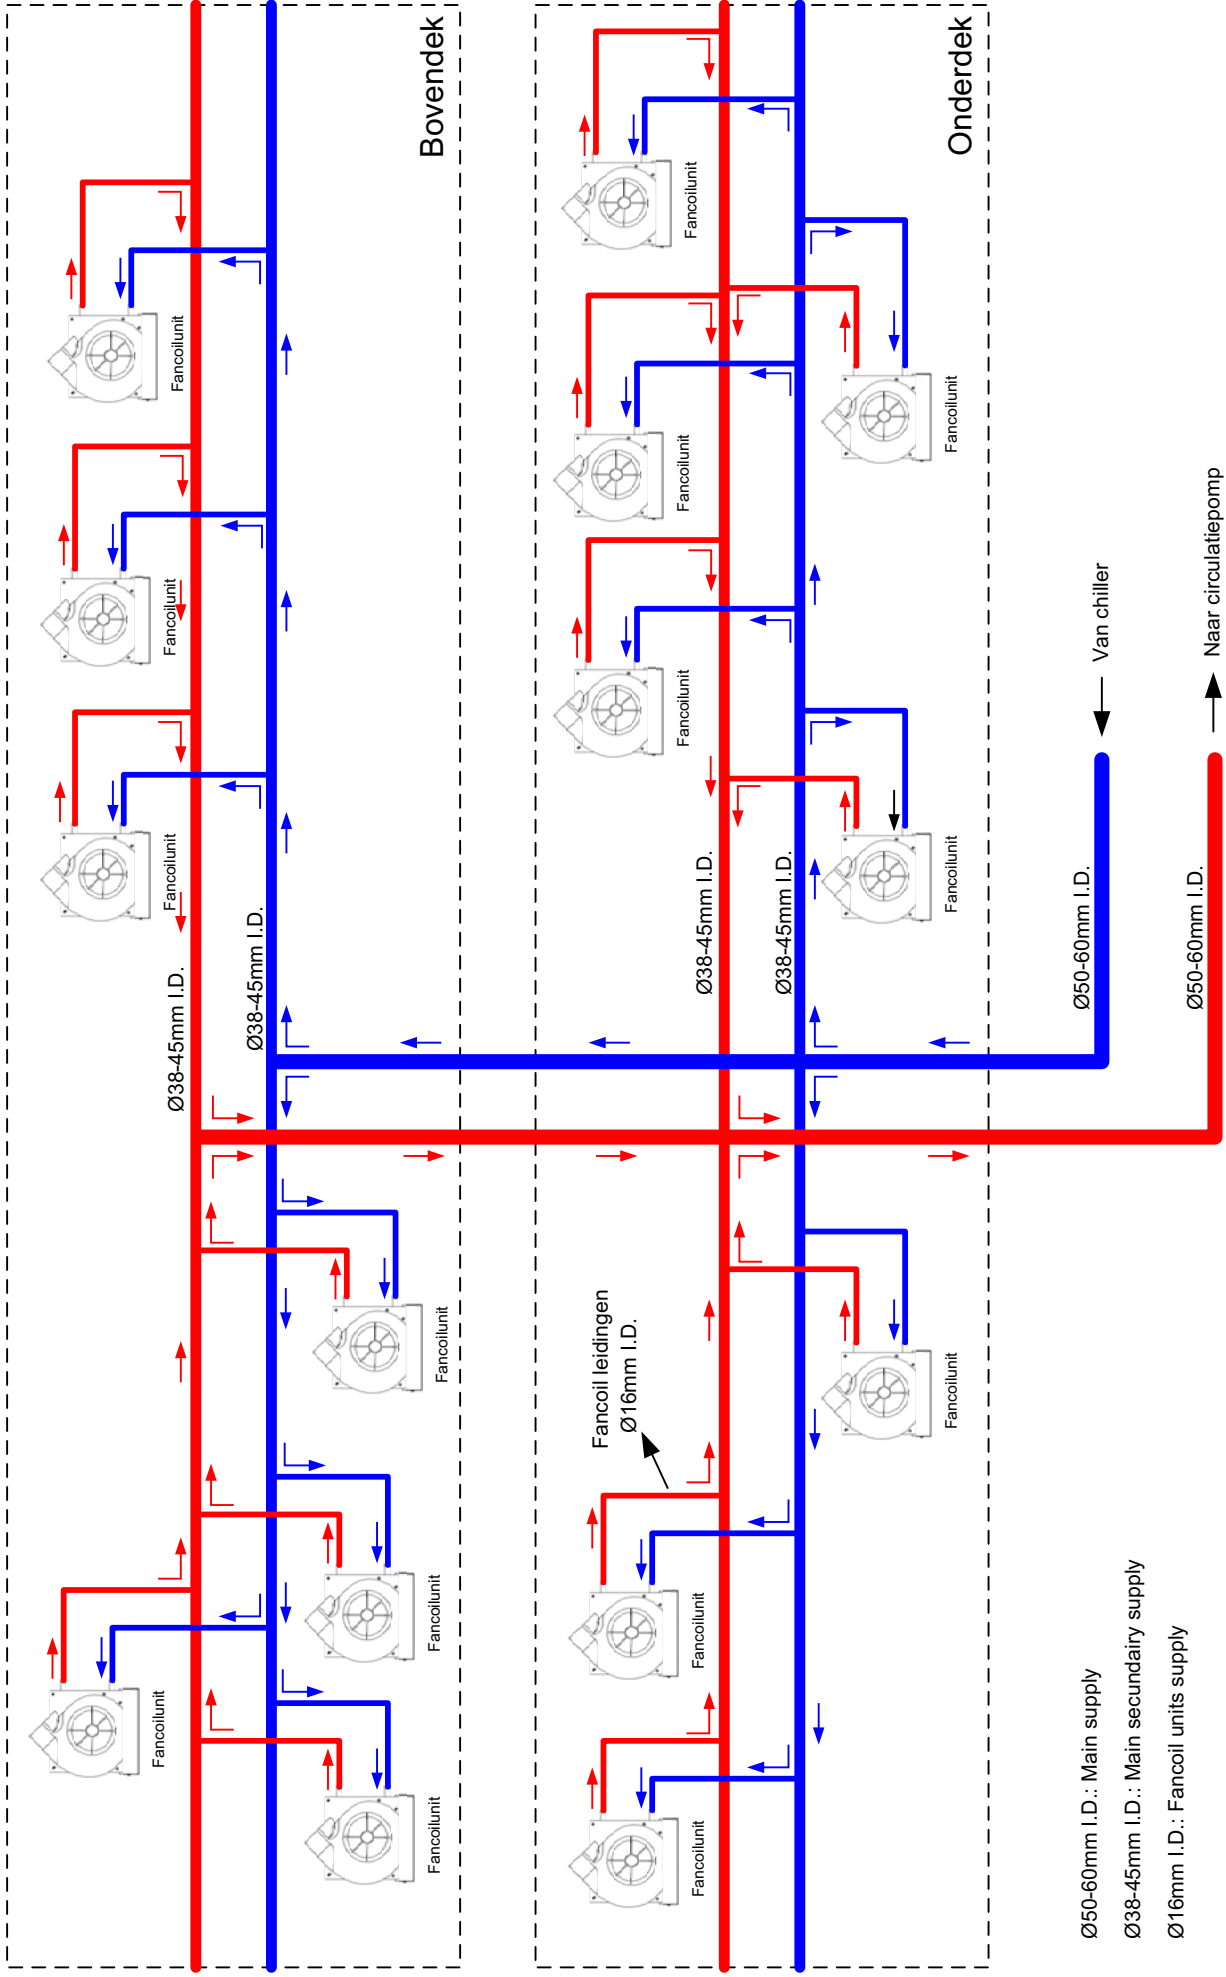 Fancoilunit
Fancoilunit
Fancoilunit
Fancoilunit
Ø38-45mm I.D.
Ø38-45mm I.D.
Fancoilunit
Fancoilunit
Fancoilunit
Bovendek
Fancoil leidingen
Ø16mm I.D.
Fancoilunit
Fancoilunit
Fancoilunit
Fancoilunit
Fancoilunit
Ø38-45mm I.D.
Ø38-45mm I.D.
Fancoilunit
Fancoilunit
Fancoilunit
Onderdek
Ø50-60mm I.D.
Van chiller
Ø50-60mm I.D.
Naar circulatiepomp
Ø50-60mm I.D.: Main supply
Ø38-45mm I.D.: Main secundairy supply
Ø16mm I.D.: Fancoil units supply